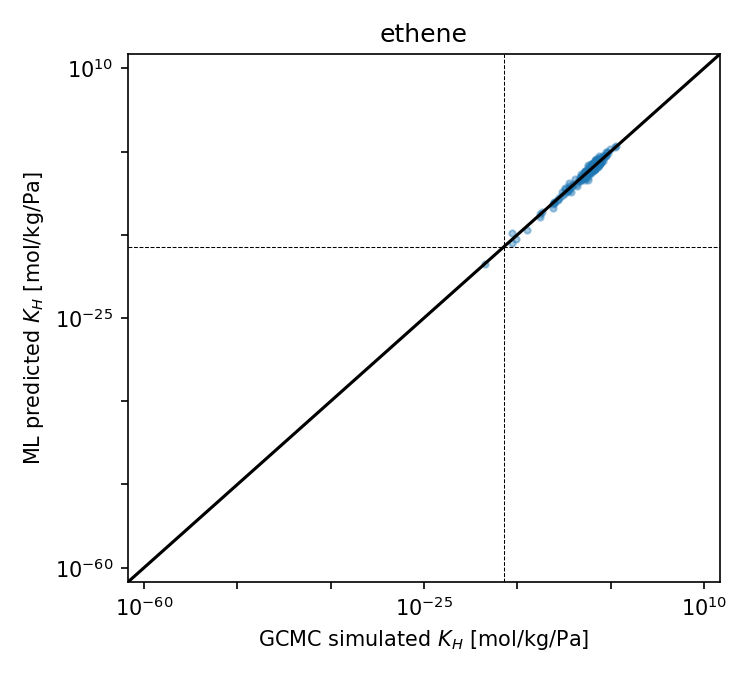 ethene
10^10
10^-25
10^-60
ML predicted K_H [mol/kg/Pa]
10^-60
10^-25
10^10
GCMC simulated K_H [mol/kg/Pa]